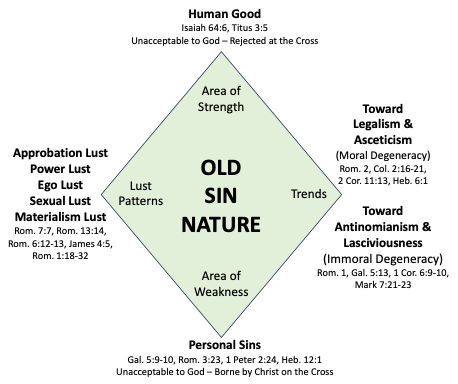 Human Good
Isaiah 64:6, Titus 3:5
Unacceptable to God – Rejected at the Cross
Area of
Strength
Approbation Lust
Power Lust
Ego Lust
Sexual Lust
Materialism Lust
Rom. 7:7, Rom. 13:14,
Rom. 6:12-13, James 4:5,
Rom. 1:18-32
Lust
Patterns
OLD
SIN
NATURE
Trends
Toward
Legalism &
Asceticism
(Moral Degeneracy)
Rom. 2, Col. 2:16-21,
2 Cor. 11:13, Heb. 6:1
Toward
Antinomianism &
Lasciviousness
(Immoral Degeneracy)
Rom. 1, Gal. 5:13, 1 Cor. 6:9-10,
Mark 7:21-23
Area of
Weakness
Personal Sins
Gal. 5:9-10, Rom. 3:23, 1 Peter 2:24, Heb. 12:1
Unacceptable to God – Borne by Christ on the Cross